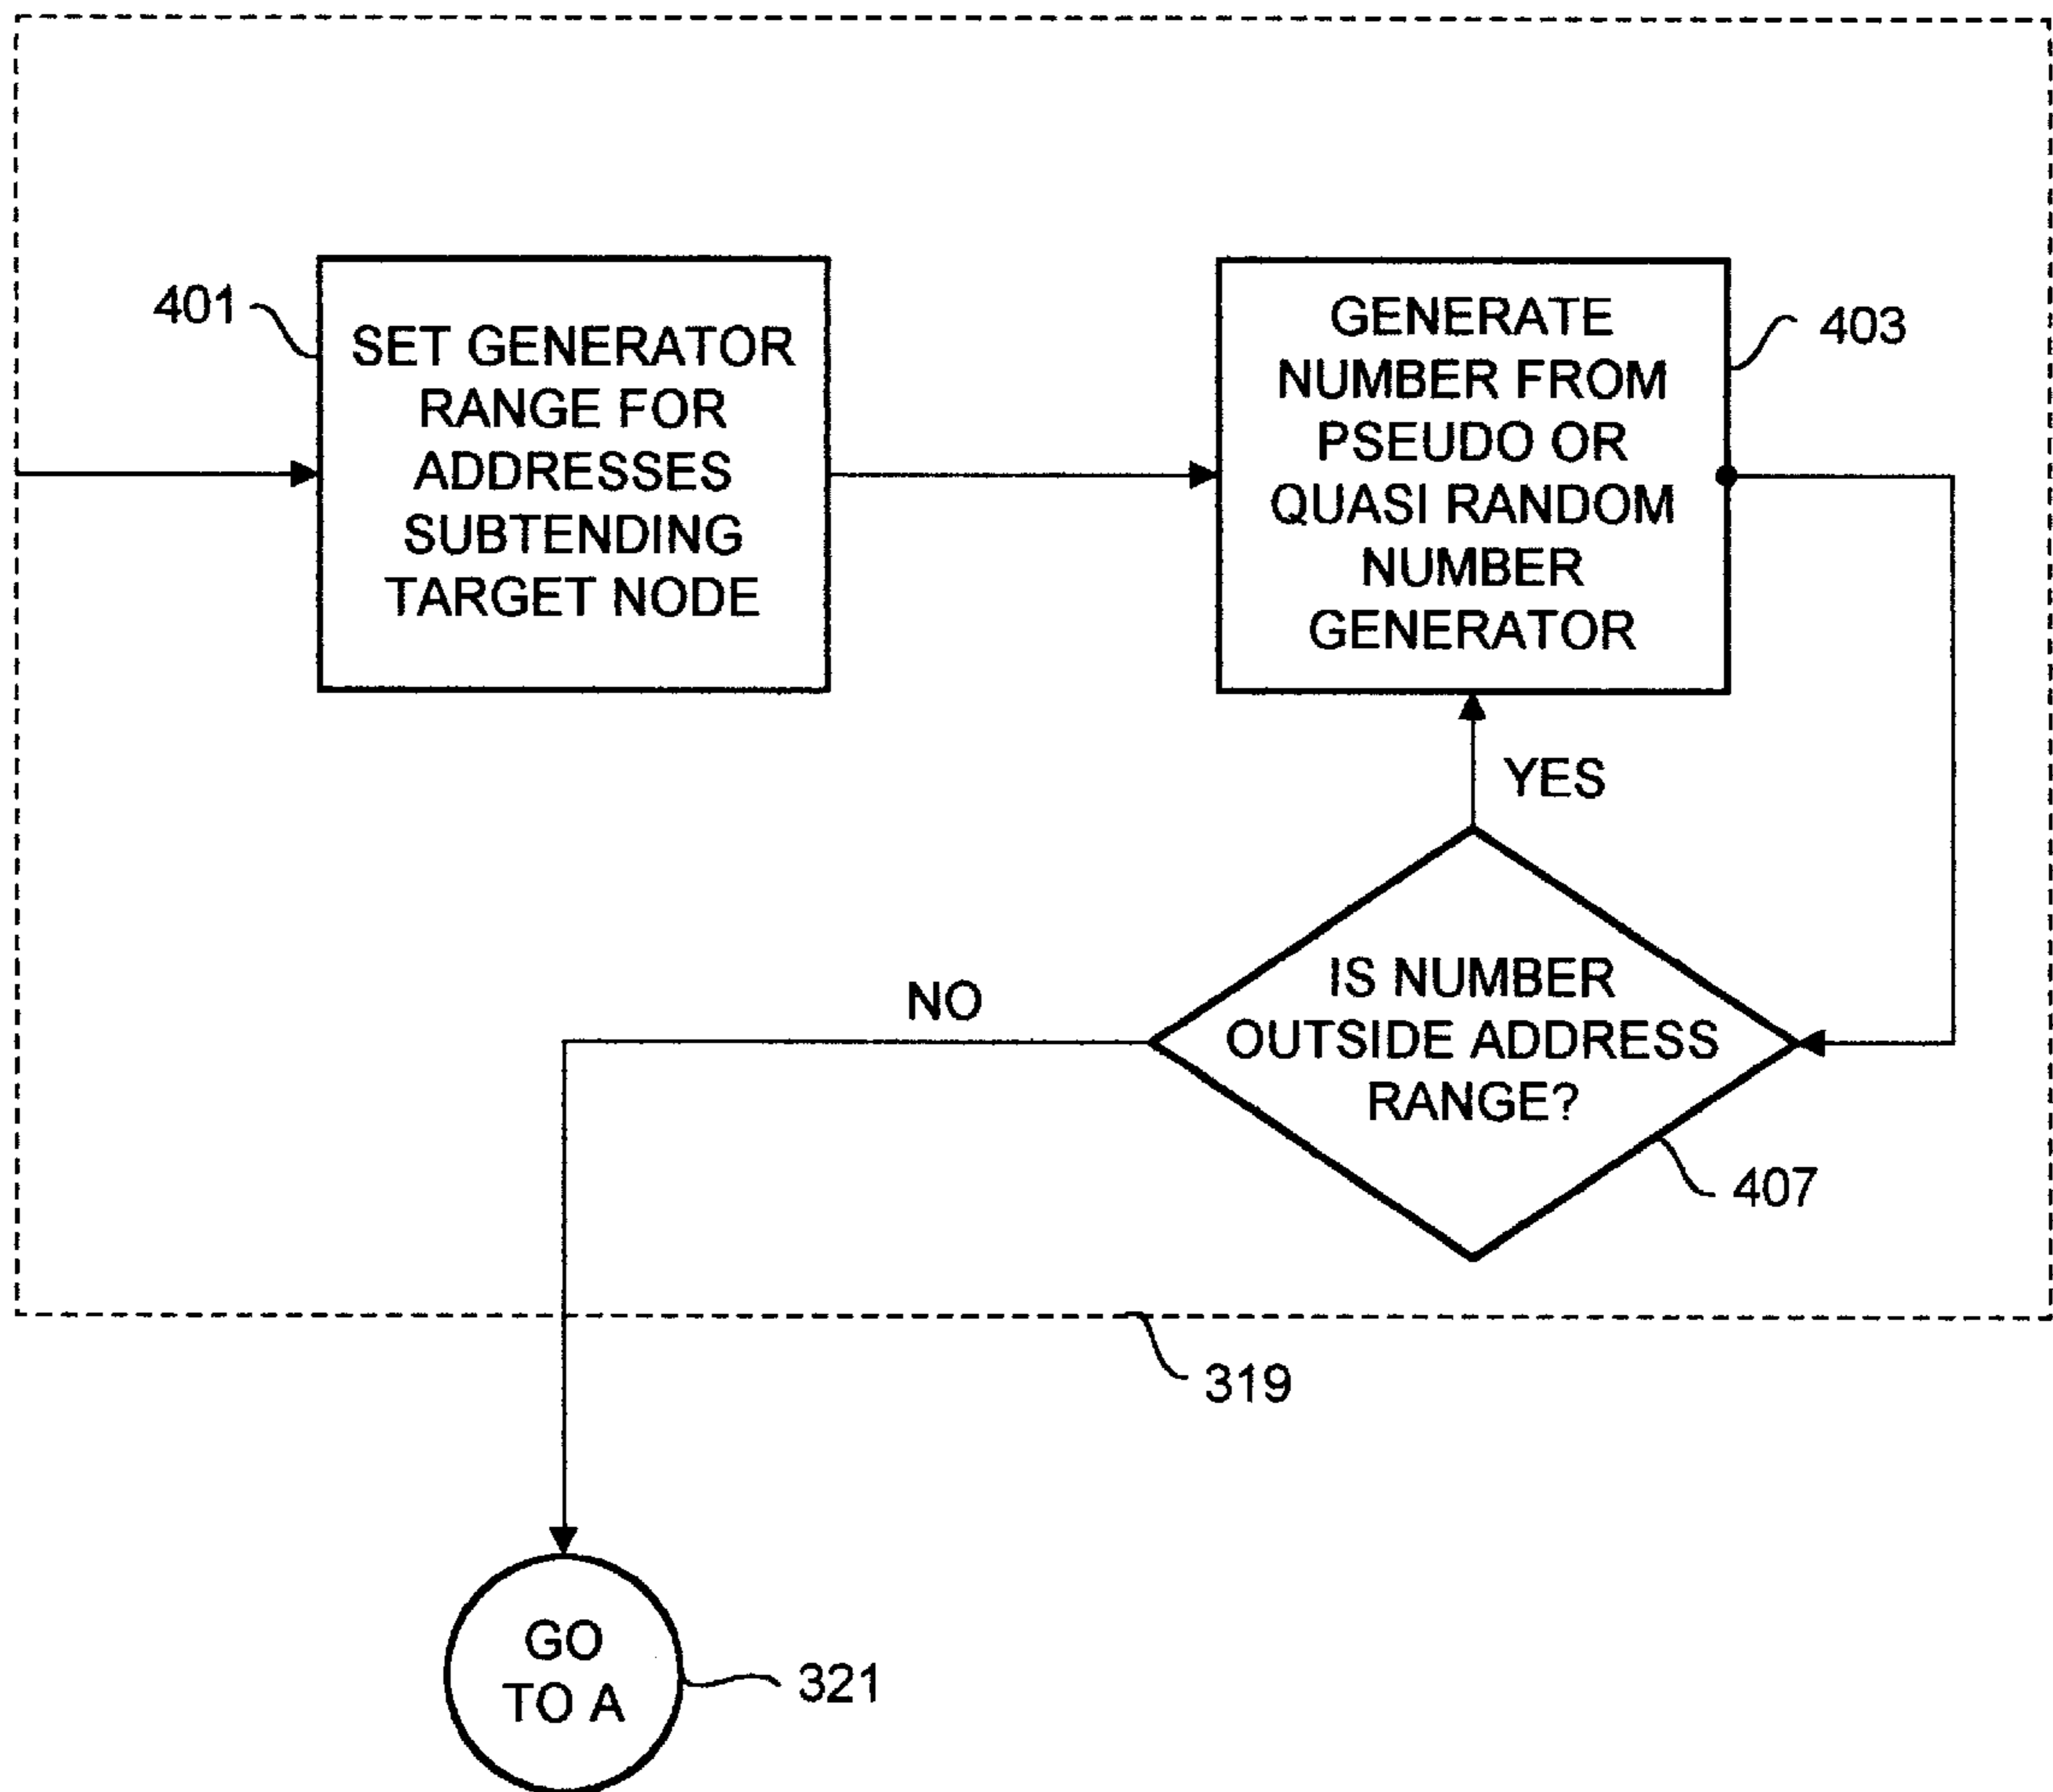 401
SET GENERATOR
RANGE FOR
ADDRESSES
SUBTENDING
TARGET NODE
GENERATE
NUMBER FROM
PSEUDO OR
QUASI RANDOM
NUMBER
GENERATOR
403
YES
IS NUMBER
OUTSIDE ADDRESS
RANGE?
NO
407
319
GO
TO A
321